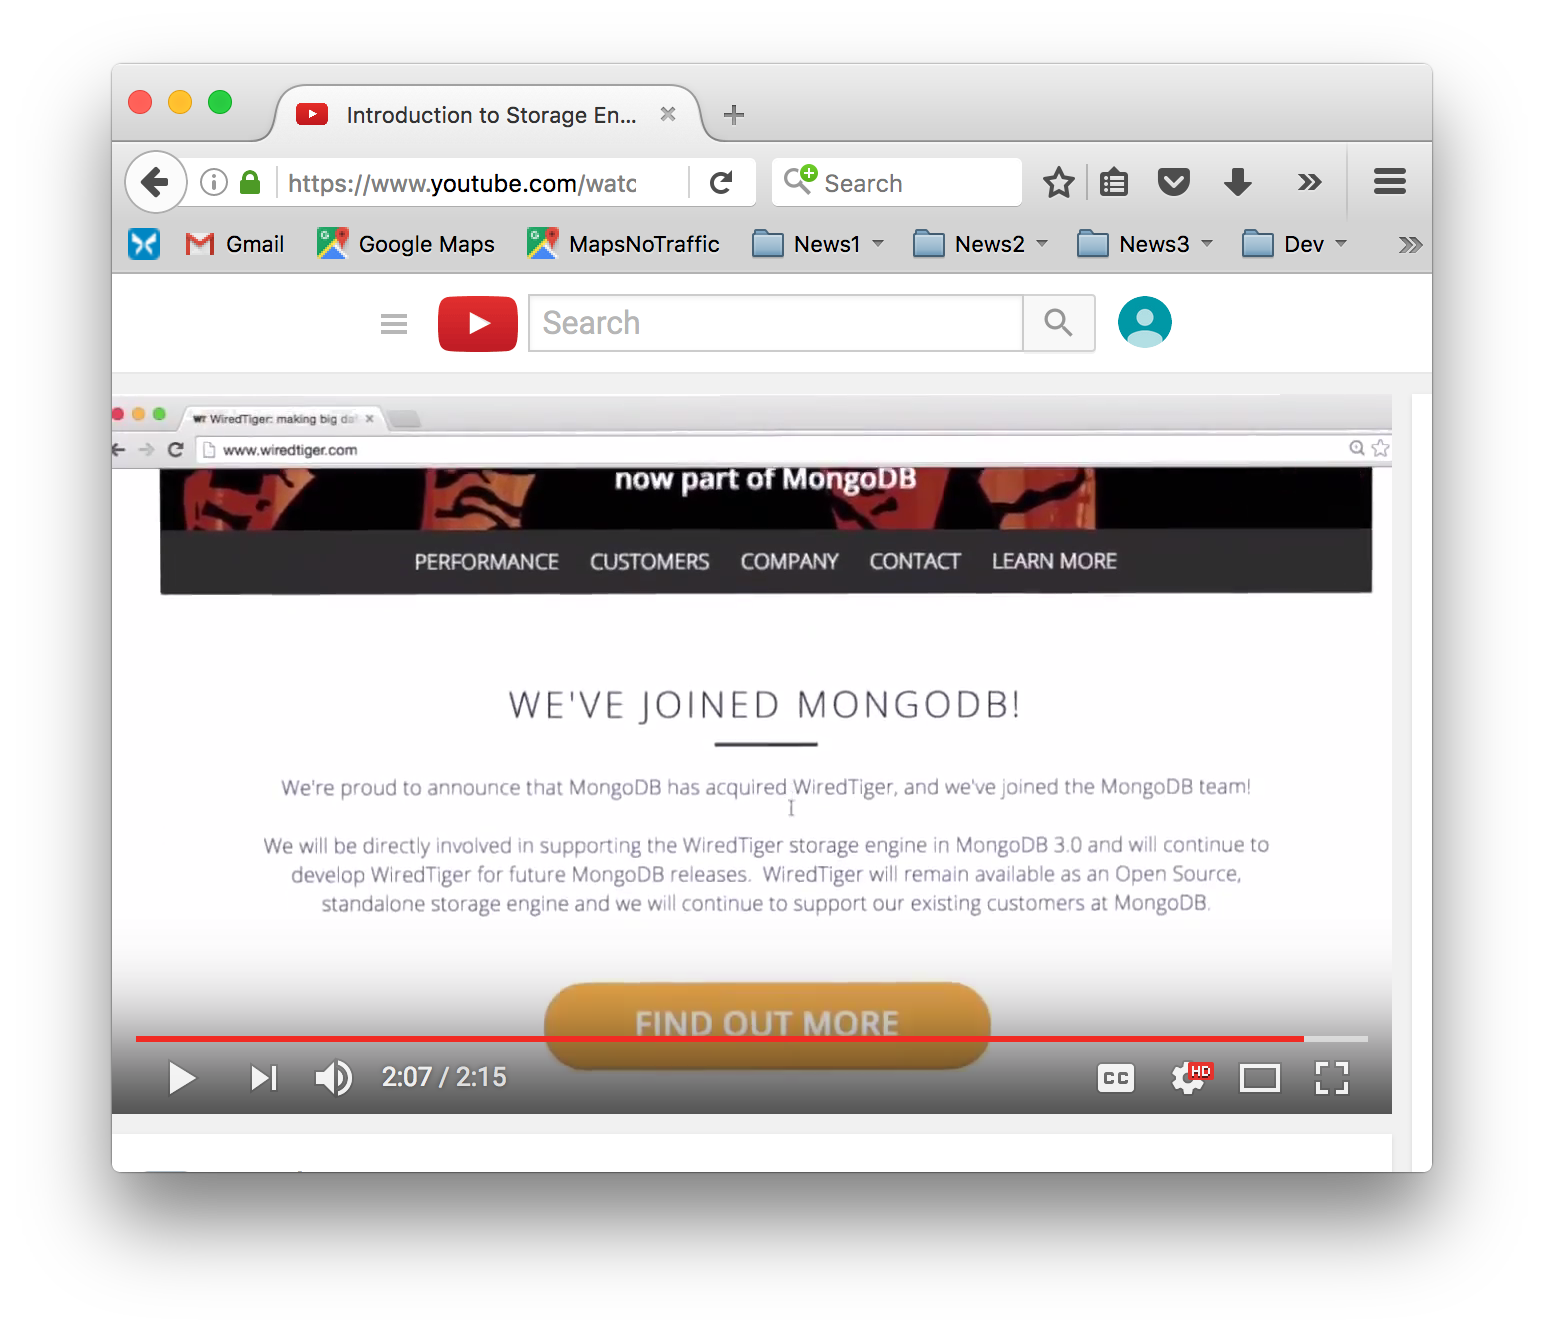 Introduction to Storage En...
https://www.youtube.com/watc
Search
Gmail
Google Maps
MapsNoTraffic
News1
News2
News3
Dev
Search
WT WiredTiger: making big da
www.wiredtiger.com
now part of MongoDB
PERFORMANCE
CUSTOMERS
COMPANY
CONTACT
LEARN MORE
WE'VE JOINED MONGODB!
We're proud to announce that MongoDB has acquired WiredTiger, and we've joined the MongoDB team!
We will be directly involved in supporting the WiredTiger storage engine in MongoDB 3.0 and will continue to
develop WiredTiger for future MongoDB releases. WiredTiger will remain available as an Open Source,
standalone storage engine and we will continue to support our existing customers at MongoDB.
FIND OUT MORE
2:07 / 2:15
CC
HD